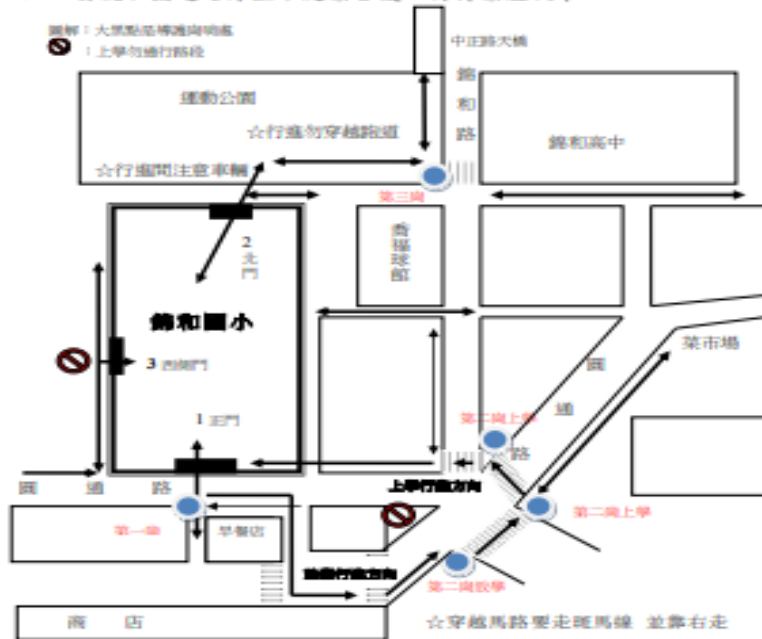 圖解：大黑點是導護崗哨處
：上學勿通行路段
中正路天橋
錦和路
運動公園
☆行進勿穿越跑道
錦和高中
☆行進間注意車輛
第三崗
喬福球館
2 北門
錦和國小
菜市場
3 西側門
圓通路
第二崗上學
1 正門
上學行進方向
圓通路
第二崗上學
第一崗
早餐店
放學行進方向
第二崗放學
商店
☆穿越馬路要走斑馬線 並靠右走